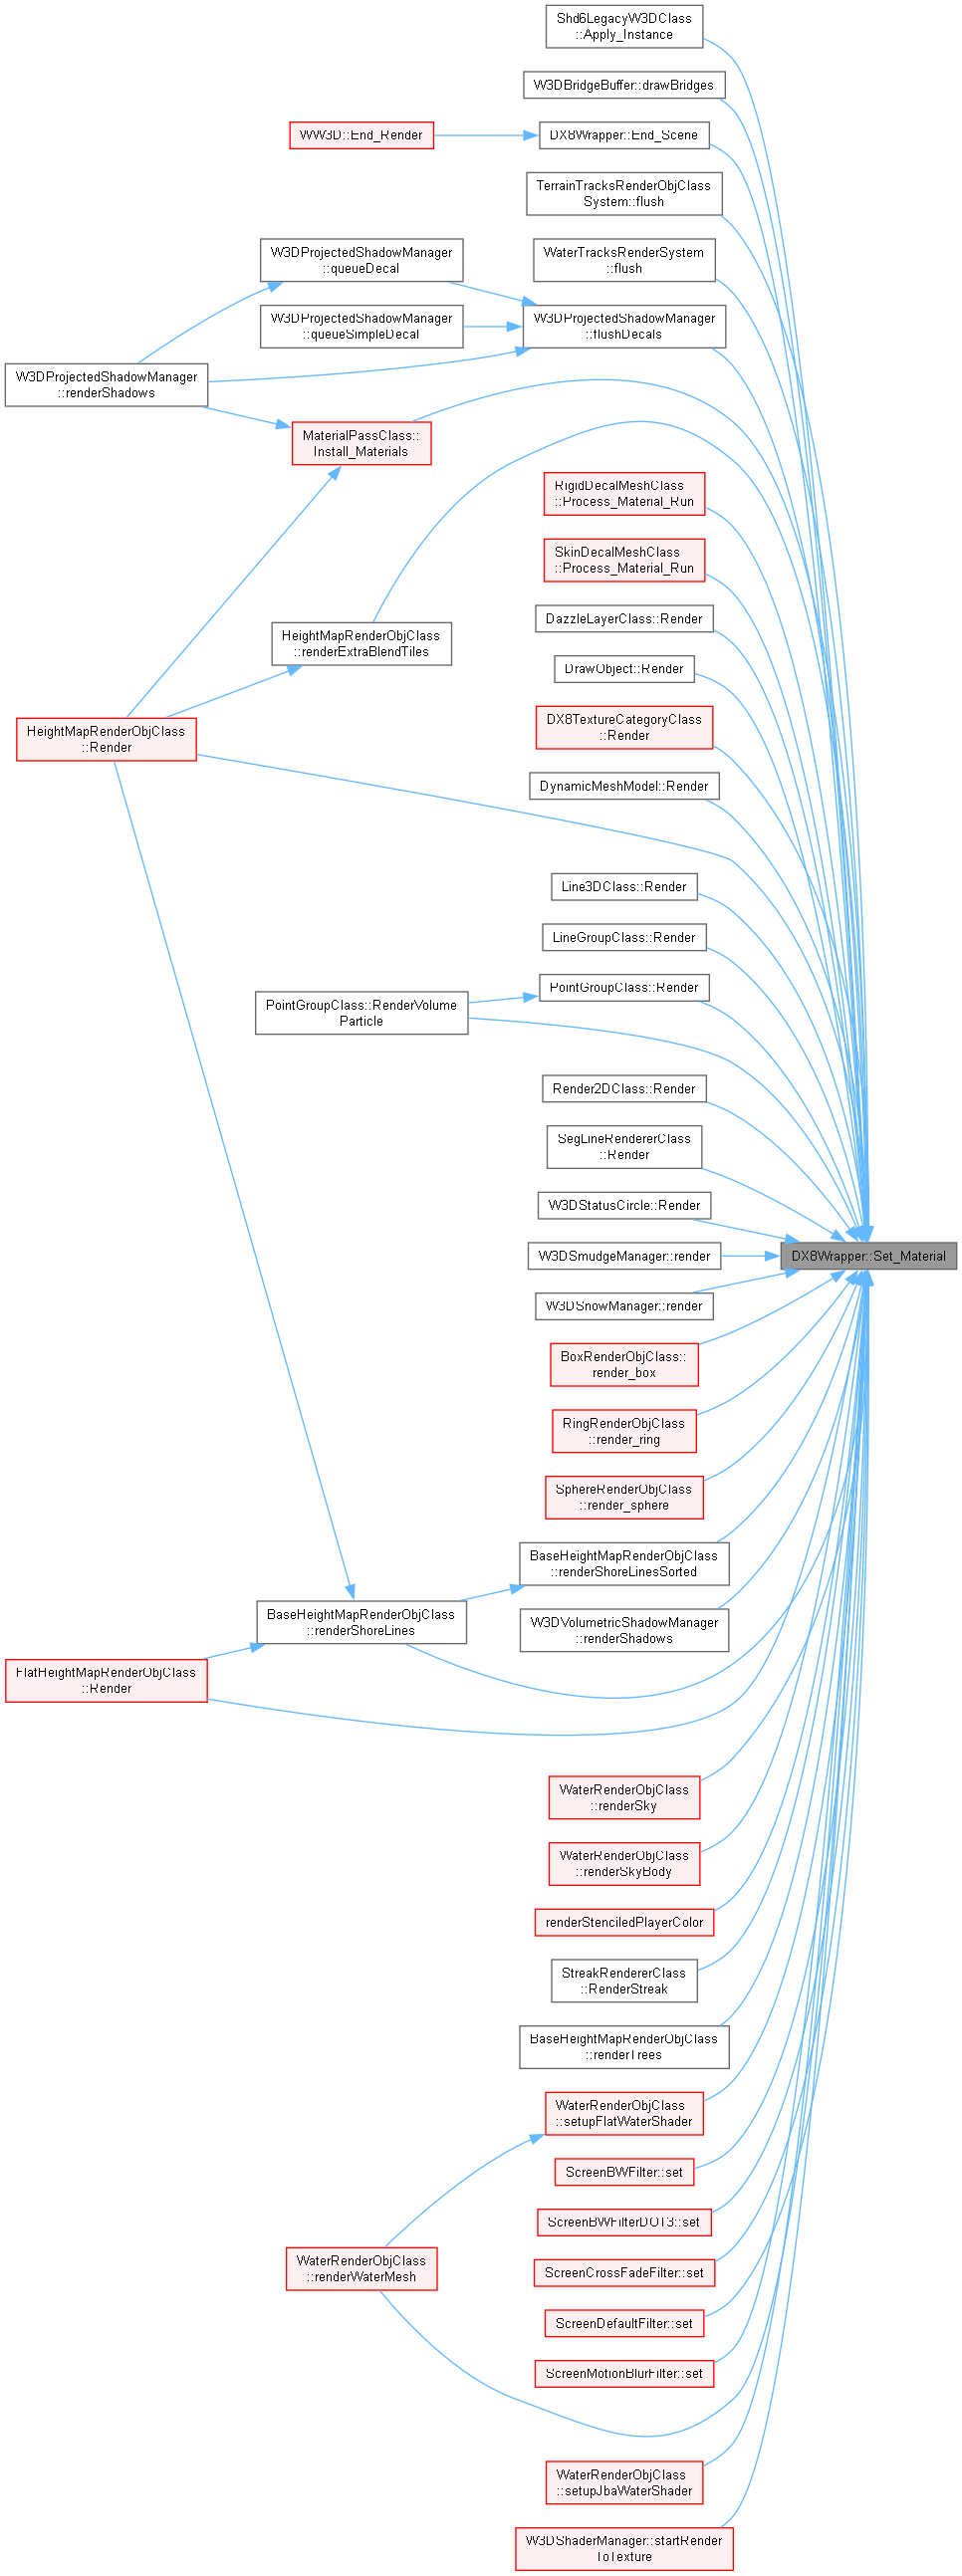 Shd6LegacyW3DClass
::Apply_Instance
W3DBridgeBuffer::drawBridges
WW3D::End_Render
DX8Wrapper::End_Scene
TerrainTracksRenderObjClass
System::flush
WaterTracksRenderSystem
::flush
W3DProjectedShadowManager
::queueDecal
W3DProjectedShadowManager
::queueSimpleDecal
W3DProjectedShadowManager
::flushDecals
W3DProjectedShadowManager
::renderShadows
MaterialPassClass::
Install_Materials
RigidDecalMeshClass
::Process_Material_Run
SkinDecalMeshClass
::Process_Material_Run
DazzleLayerClass::Render
HeightMapRenderObjClass
::renderExtraBlendTiles
DrawObject::Render
HeightMapRenderObjClass
::Render
DX8TextureCategoryClass
::Render
DynamicMeshModel::Render
Line3DClass::Render
LineGroupClass::Render
PointGroupClass::Render
PointGroupClass::RenderVolume
Particle
Render2DClass::Render
SegLineRendererClass
::Render
W3DStatusCircle::Render
W3DSmudgeManager::render
DX8Wrapper::Set_Material
W3DSnowManager::render
BoxRenderObjClass::
render_box
RingRenderObjClass
::render_ring
SphereRenderObjClass
::render_sphere
BaseHeightMapRenderObjClass
::renderShoreLinesSorted
BaseHeightMapRenderObjClass
::renderShoreLines
W3DVolumetricShadowManager
::renderShadows
FlatHeightMapRenderObjClass
::Render
WaterRenderObjClass
::renderSky
WaterRenderObjClass
::renderSkyBody
renderStenciledPlayerColor
StreakRendererClass
::RenderStreak
BaseHeightMapRenderObjClass
::renderTrees
WaterRenderObjClass
::setupFlatWaterShader
ScreenBWFilter::set
ScreenBWFilterDOT3::set
WaterRenderObjClass
::renderWaterMesh
ScreenCrossFadeFilter::set
ScreenDefaultFilter::set
ScreenMotionBlurFilter::set
WaterRenderObjClass
::setupJbaWaterShader
W3DShaderManager::startRender
ToTexture